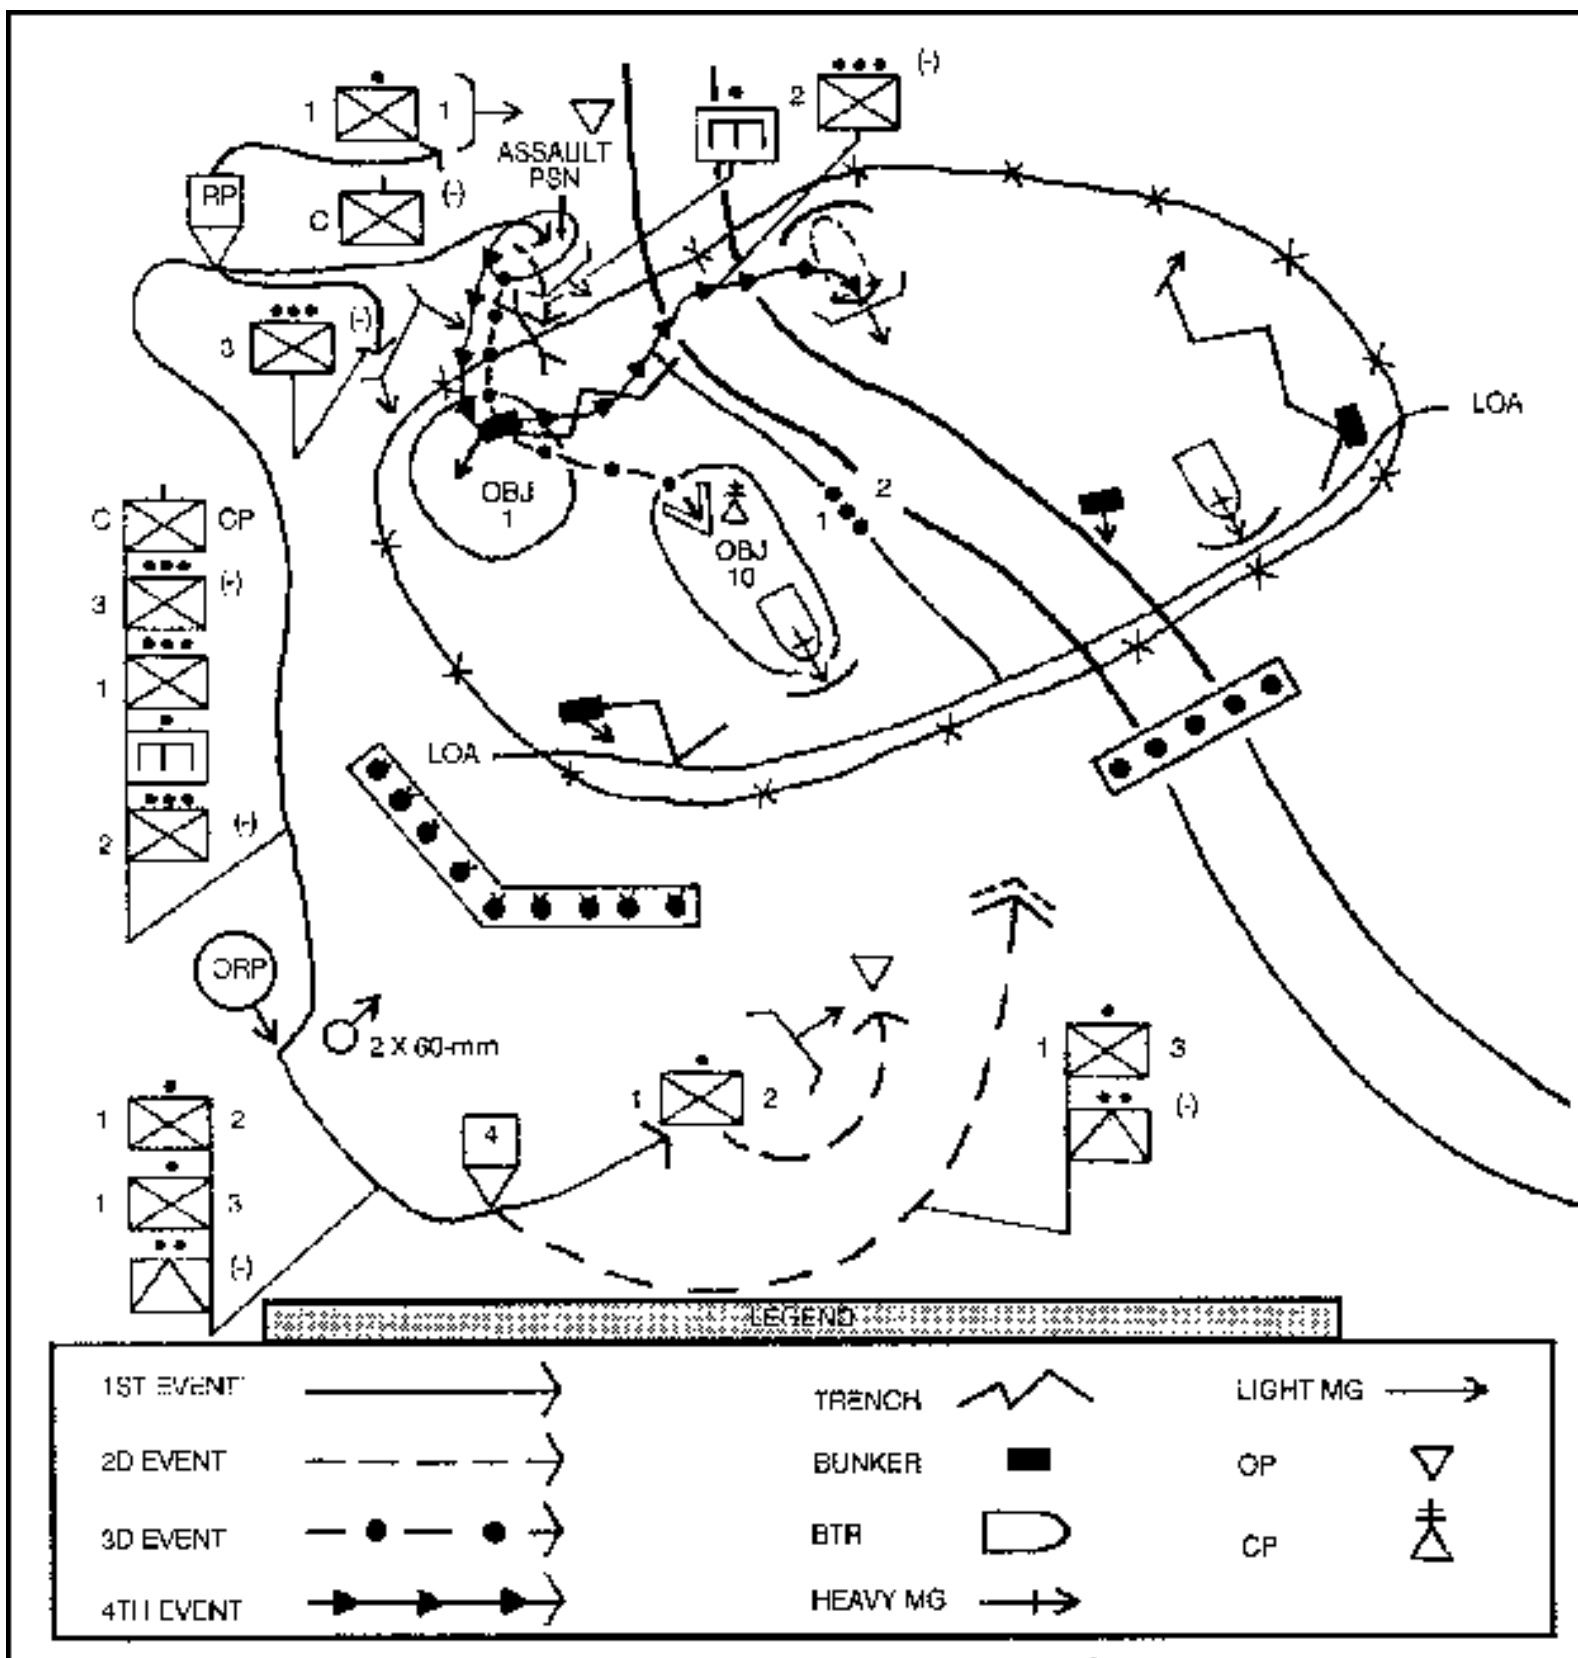 1 1 2 (-)
ASSAULT
PSN
RP
C (-)
3 (-)
LOA
OBJ
1
2
1
OBJ
10
C CP
3 (-)
1
2 (-)
LOA
ORP
2 X 60-mm
1 2
1 3
(-)
4
1 2
1 3
(-)
LEGEND
1ST EVENT
2D EVENT
3D EVENT
4TH EVENT
TRENCH
BUNKER
BTR
HEAVY MG
LIGHT MG
OP
CP